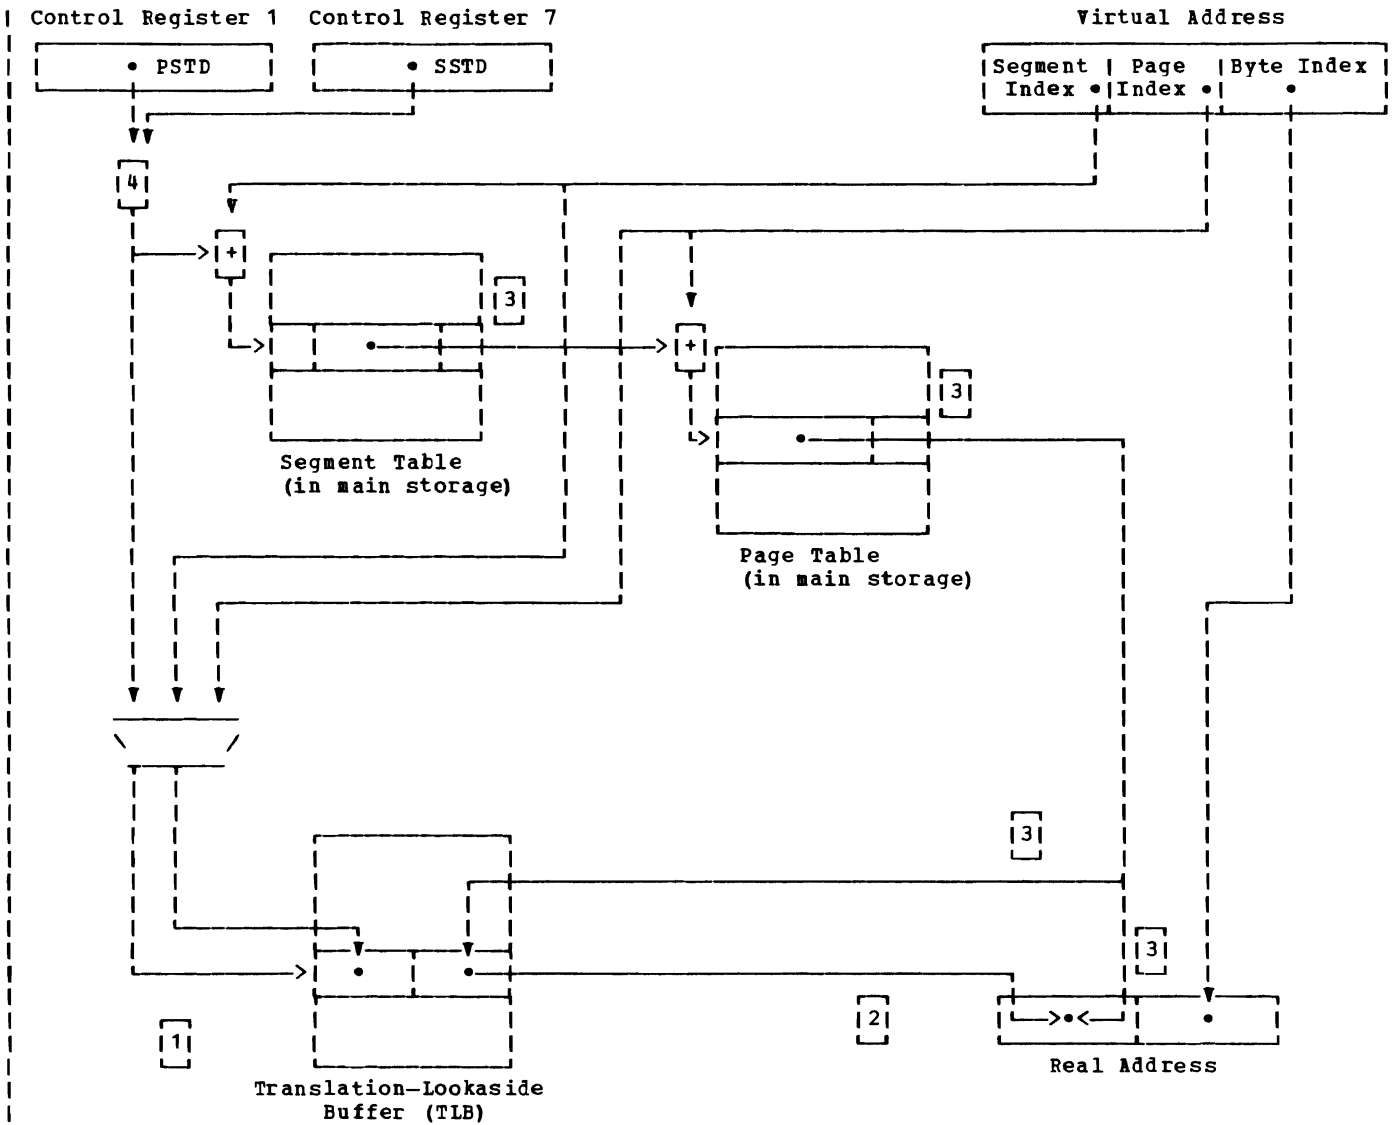 Control Register 1 Control Register 7 Virtual Address
PSTD SSTD Segment Page Byte Index
Index Index
4
+
3
+
3
Segment Table
(in main storage)
Page Table
(in main storage)
3
3
2
1
Real Address
Translation-Lookaside
Buffer (TLB)